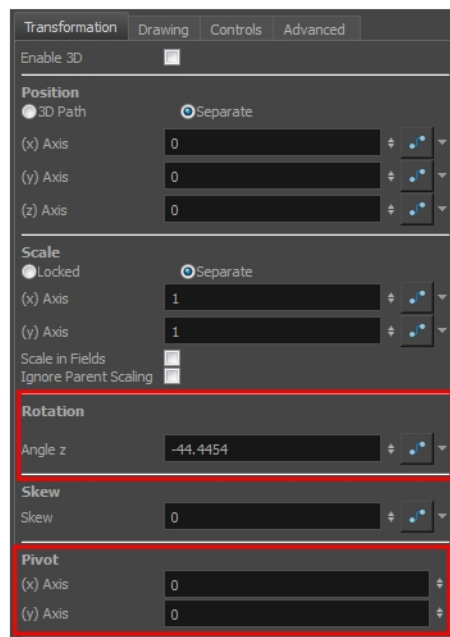 Transformation Drawing Controls Advanced
Enable 3D
Position
3D Path Separate
(x) Axis 0
(y) Axis 0
(z) Axis 0
Scale
Locked Separate
(x) Axis 1
(y) Axis 1
Scale in Fields
Ignore Parent Scaling
Rotation
Angle z -44.4454
Skew
Skew 0
Pivot
(x) Axis 0
(y) Axis 0